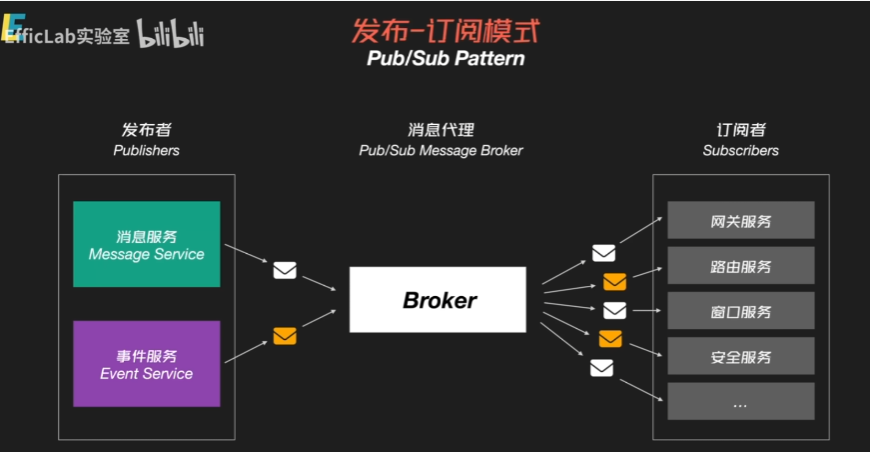 EfficLab实验室 bilibili
发布-订阅模式
Pub/Sub Pattern
发布者
Publishers
消息代理
Pub/Sub Message Broker
订阅者
Subscribers
消息服务
Message Service
事件服务
Event Service
Broker
网关服务
路由服务
窗口服务
安全服务
...